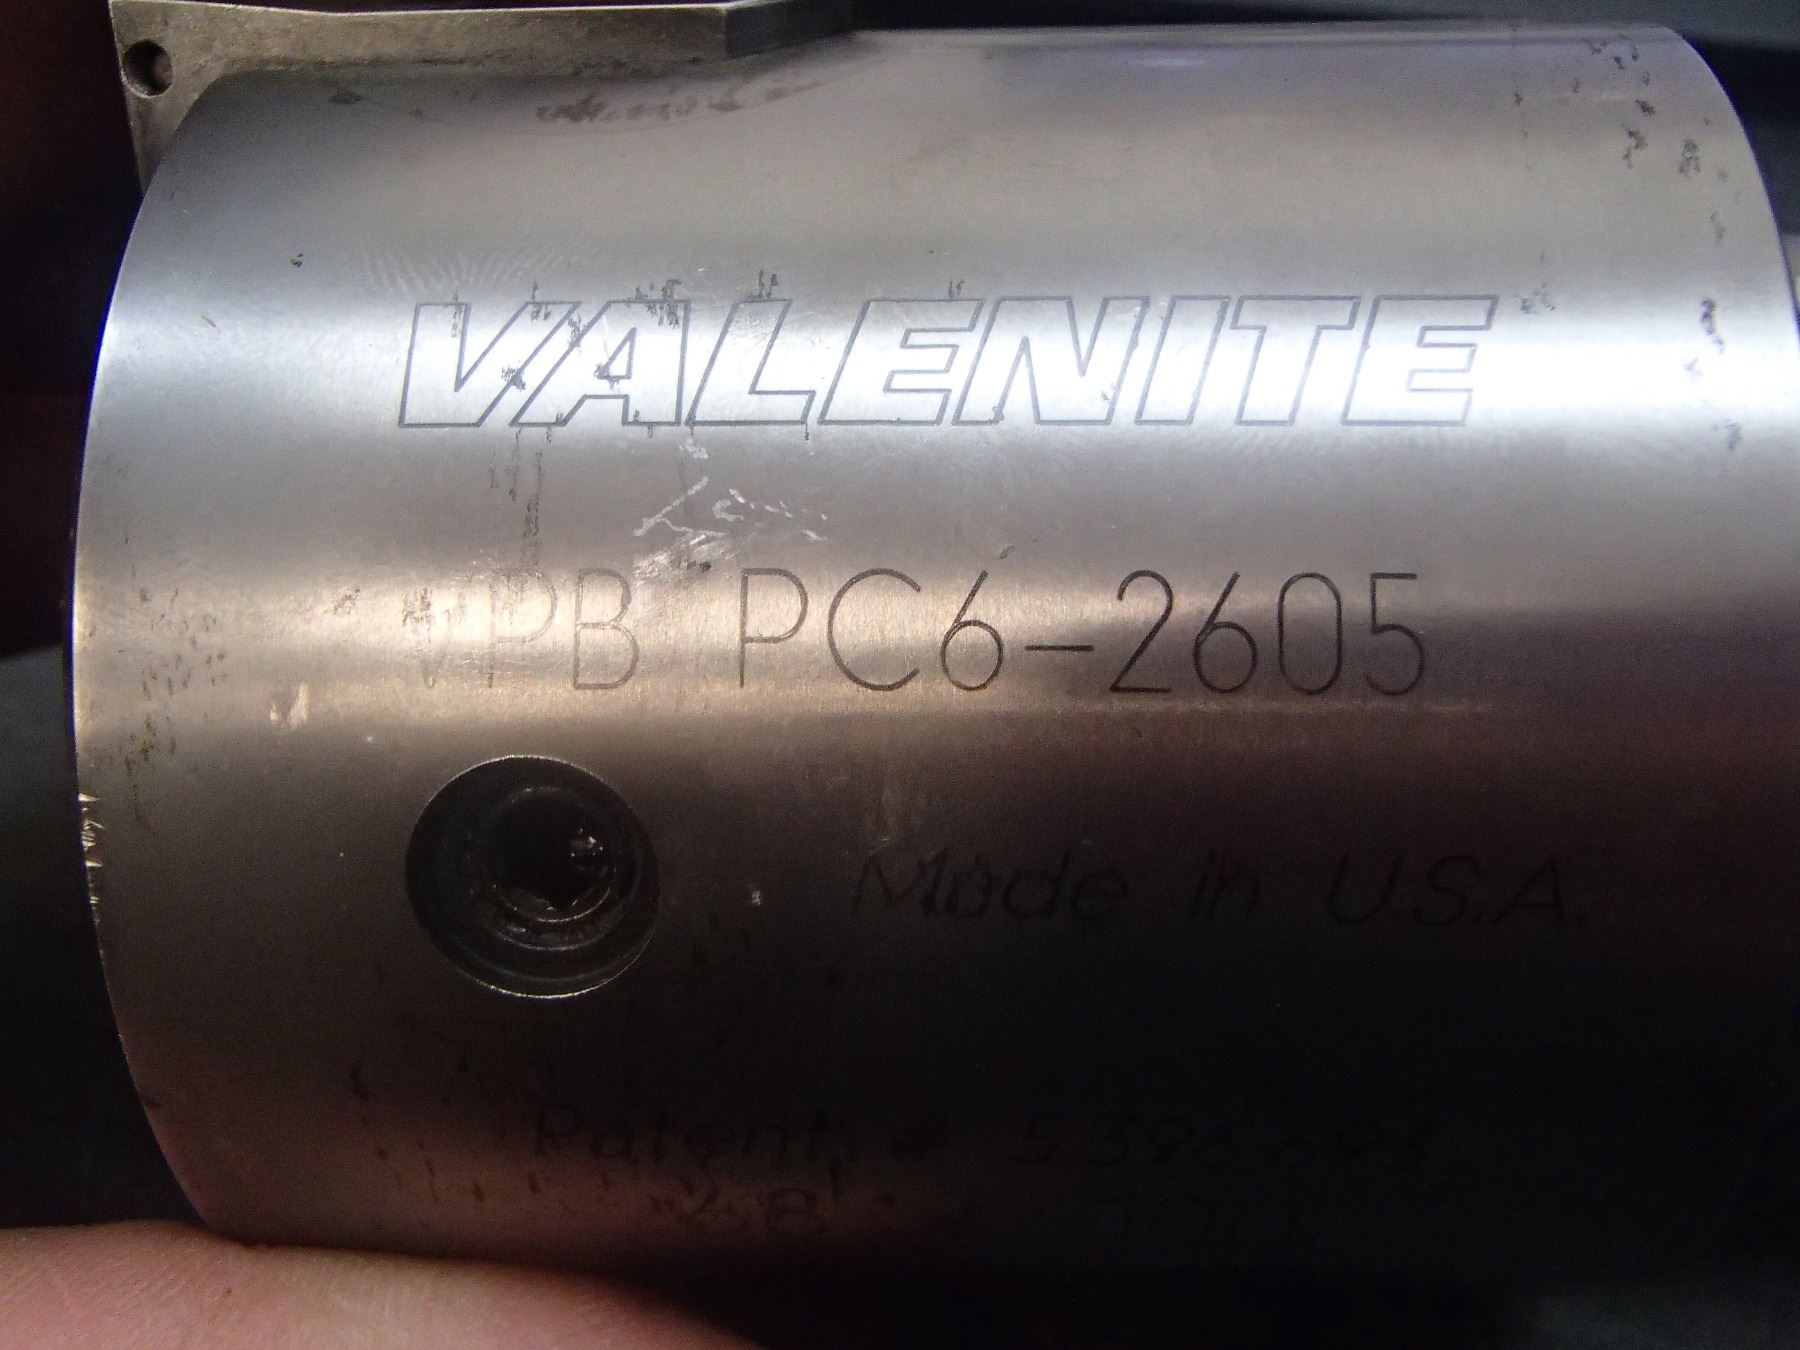 VALENITE
VPB PC6-2605
Made in U.S.A.
Patent #